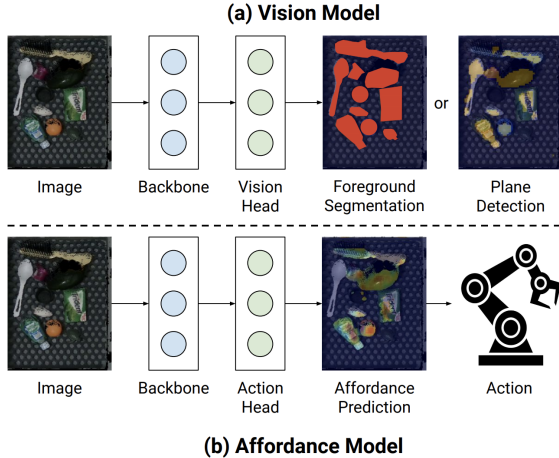 (a) Vision Model
or
Image
Backbone
Vision
Head
Foreground
Segmentation
Plane
Detection
Image
Backbone
Action
Head
Affordance
Prediction
Action
(b) Affordance Model